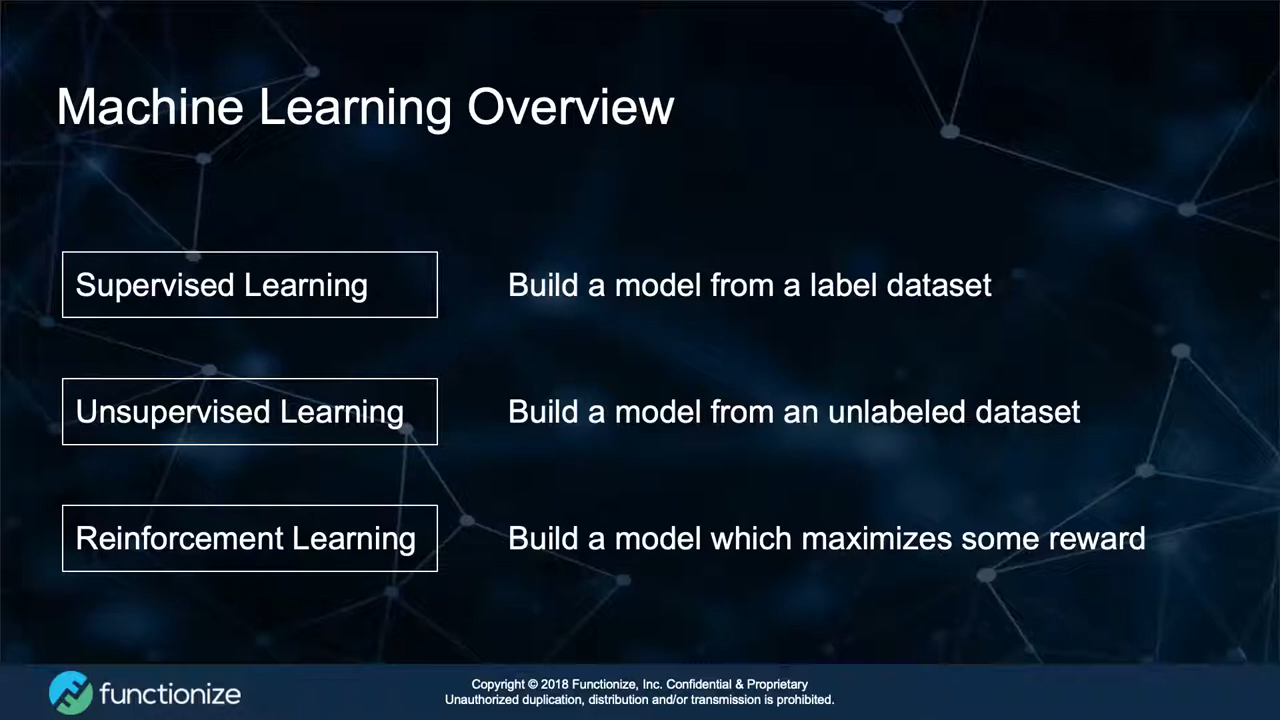 Machine Learning Overview
Supervised Learning
Build a model from a label dataset
Unsupervised Learning
Build a model from an unlabeled dataset
Reinforcement Learning
Build a model which maximizes some reward
functionize
Copyright © 2018 Functionize, Inc. Confidential & Proprietary
Unauthorized duplication, distribution and/or transmission is prohibited.